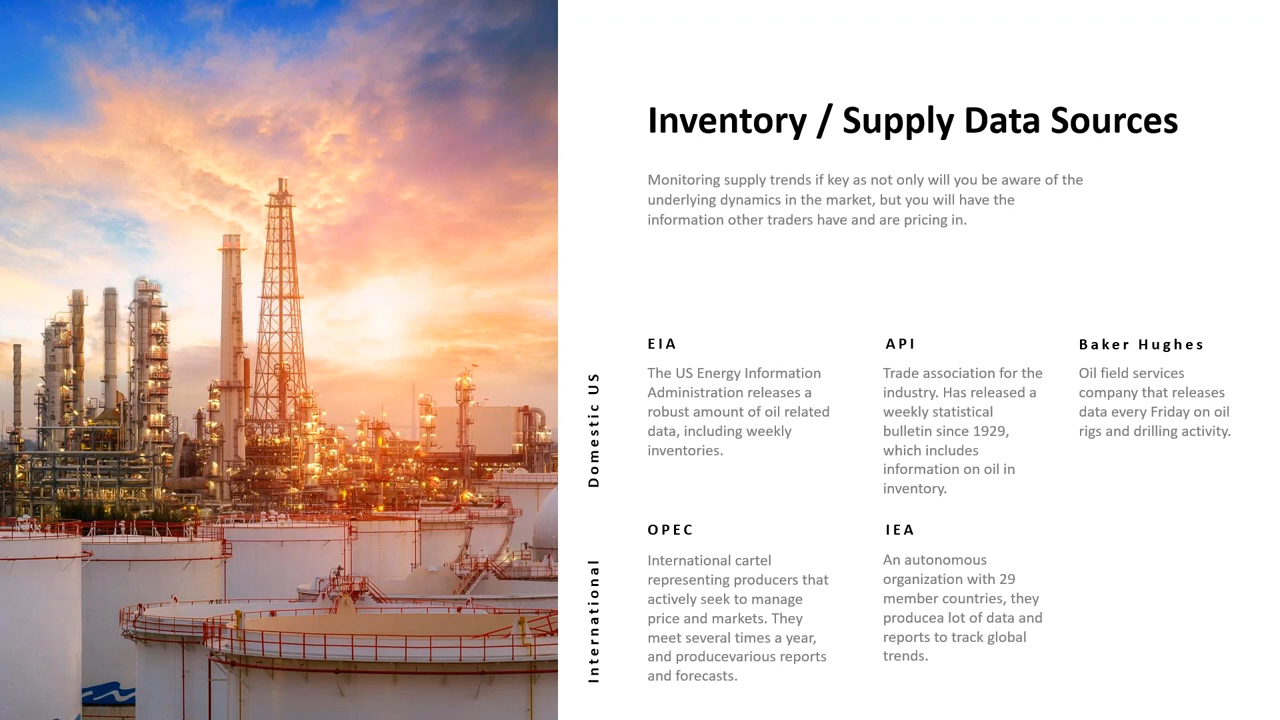 Inventory / Supply Data Sources
Monitoring supply trends if key as not only will you be aware of the
underlying dynamics in the market, but you will have the
information other traders have and are pricing in.
Domestic US
EIA
The US Energy Information
Administration releases a
robust amount of oil related
data, including weekly
inventories.
API
Trade association for the
industry. Has released a
weekly statistical
bulletin since 1929,
which includes
information on oil in
inventory.
Baker Hughes
Oil field services
company that releases
data every Friday on oil
rigs and drilling activity.
International
OPEC
International cartel
representing producers that
actively seek to manage
price and markets. They
meet several times a year,
and producevarious reports
and forecasts.
IEA
An autonomous
organization with 29
member countries, they
producea lot of data and
reports to track global
trends.